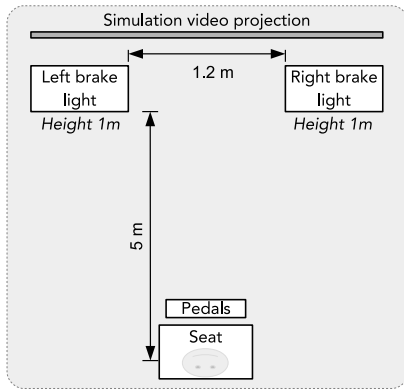 Simulation video projection
Left brake
light
1.2 m
Right brake
light
Height 1m
Height 1m
5 m
Pedals
Seat